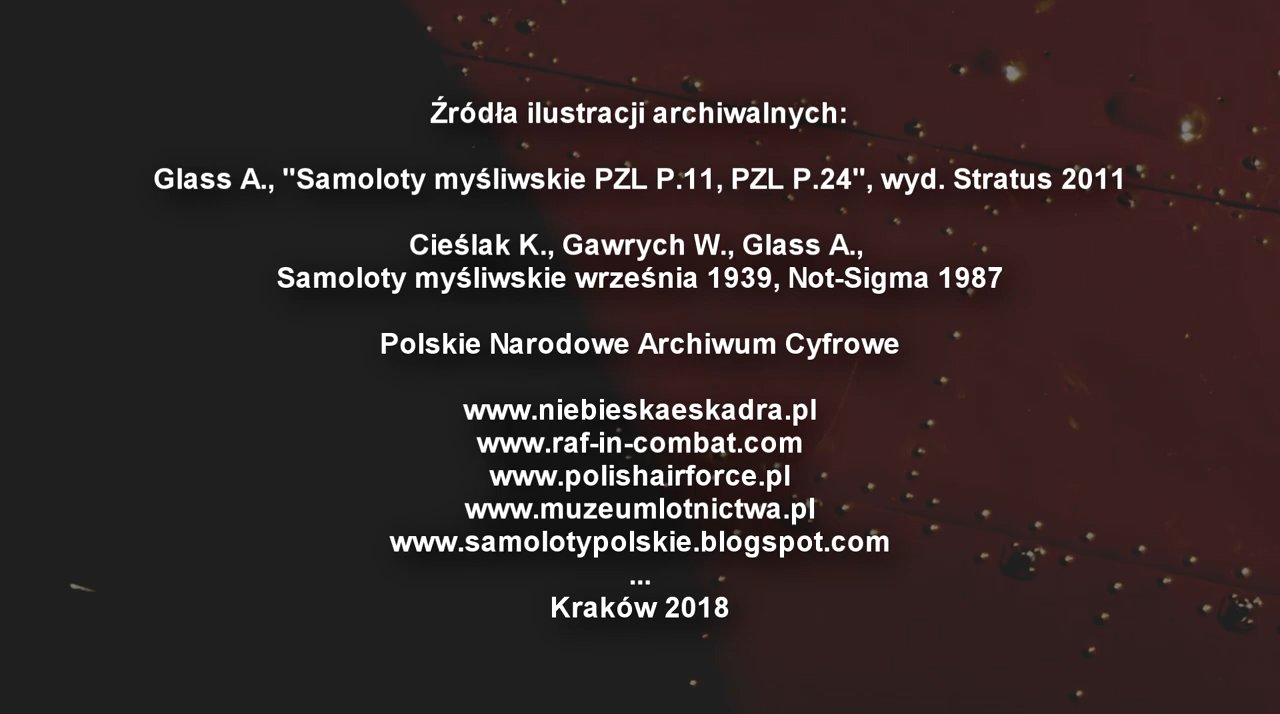 Źródła ilustracji archiwalnych:
Glass A., "Samoloty myśliwskie PZL P.11, PZL P.24", wyd. Stratus 2011
Cieślak K., Gawrych W., Glass A.,
Samoloty myśliwskie września 1939, Not-Sigma 1987
Polskie Narodowe Archiwum Cyfrowe
www.niebieskaeskadra.pl
www.raf-in-combat.com
www.polishairforce.pl
www.muzeumlotnictwa.pl
www.samolotypolskie.blogspot.com
...
Kraków 2018